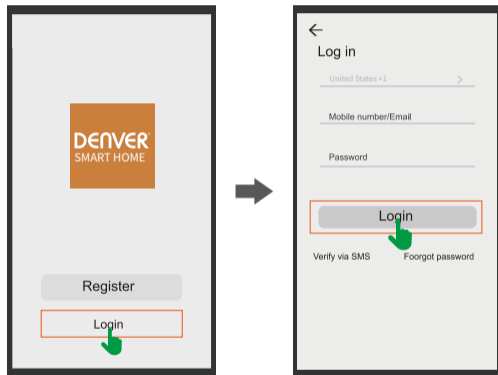 DENVER
SMART HOME
Register
Login
Log in
United States +1
Mobile number/Email
Password
Login
Verify via SMS
Foorgot password